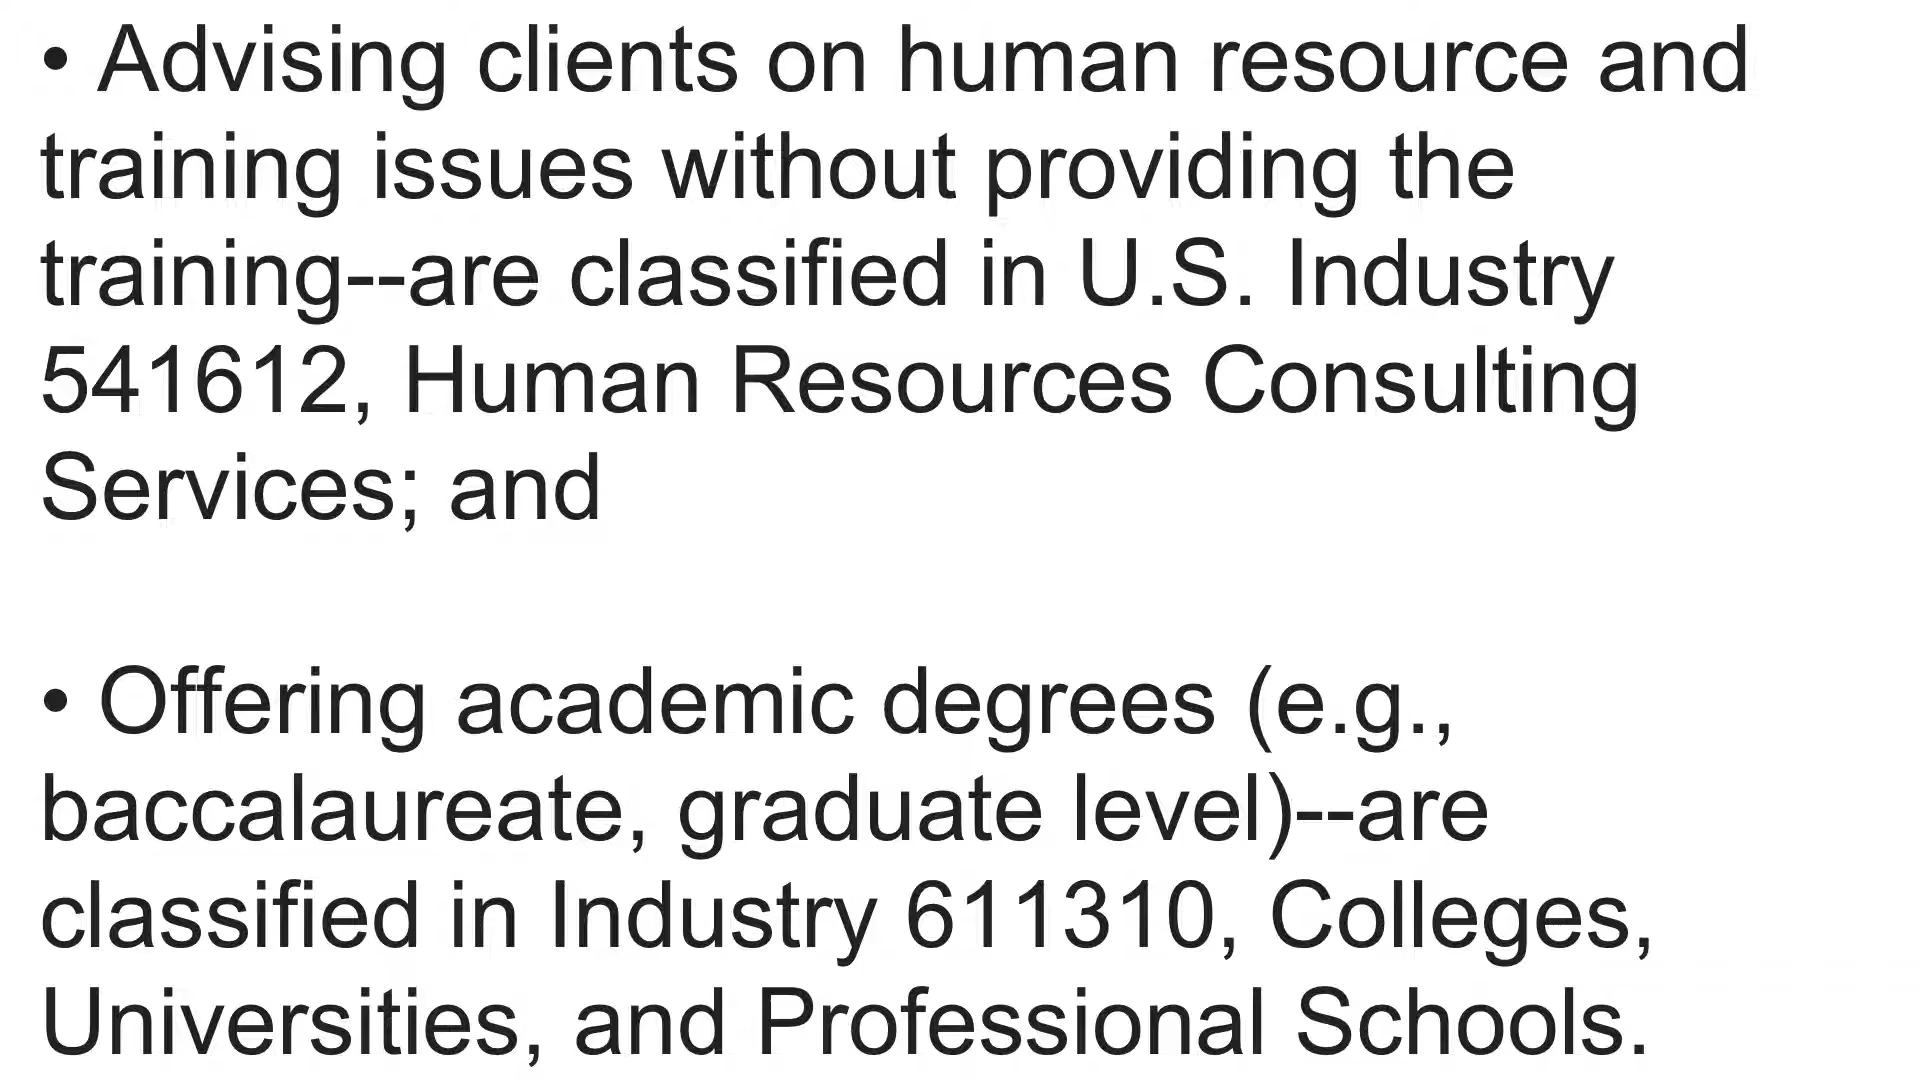 • Advising clients on human resource and
training issues without providing the
training--are classified in U.S. Industry
541612, Human Resources Consulting
Services; and
• Offering academic degrees (e.g.,
baccalaureate, graduate level)--are
classified in Industry 611310, Colleges,
Universities, and Professional Schools.